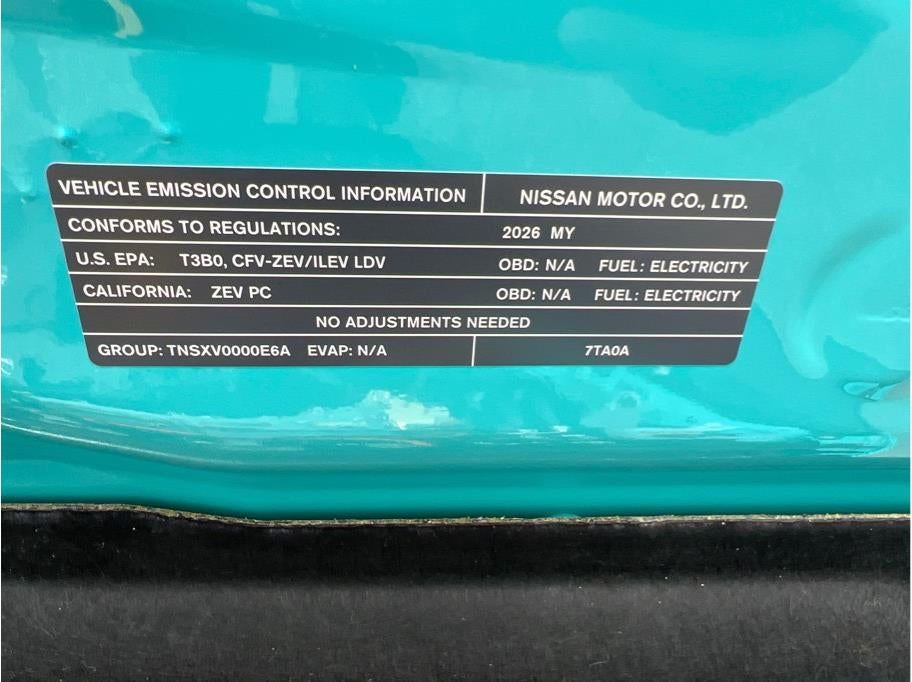 VEHICLE EMISSION CONTROL INFORMATION NISSAN MOTOR CO., LTD.
CONFORMS TO REGULATIONS: 2026 MY
U.S. EPA: T3B0, CFV-ZEV/ILEV LDV OBD: N/A FUEL: ELECTRICITY
CALIFORNIA: ZEV PC OBD: N/A FUEL: ELECTRICITY
NO ADJUSTMENTS NEEDED
GROUP: TNSXV0000E6A EVAP: N/A 7TA0A